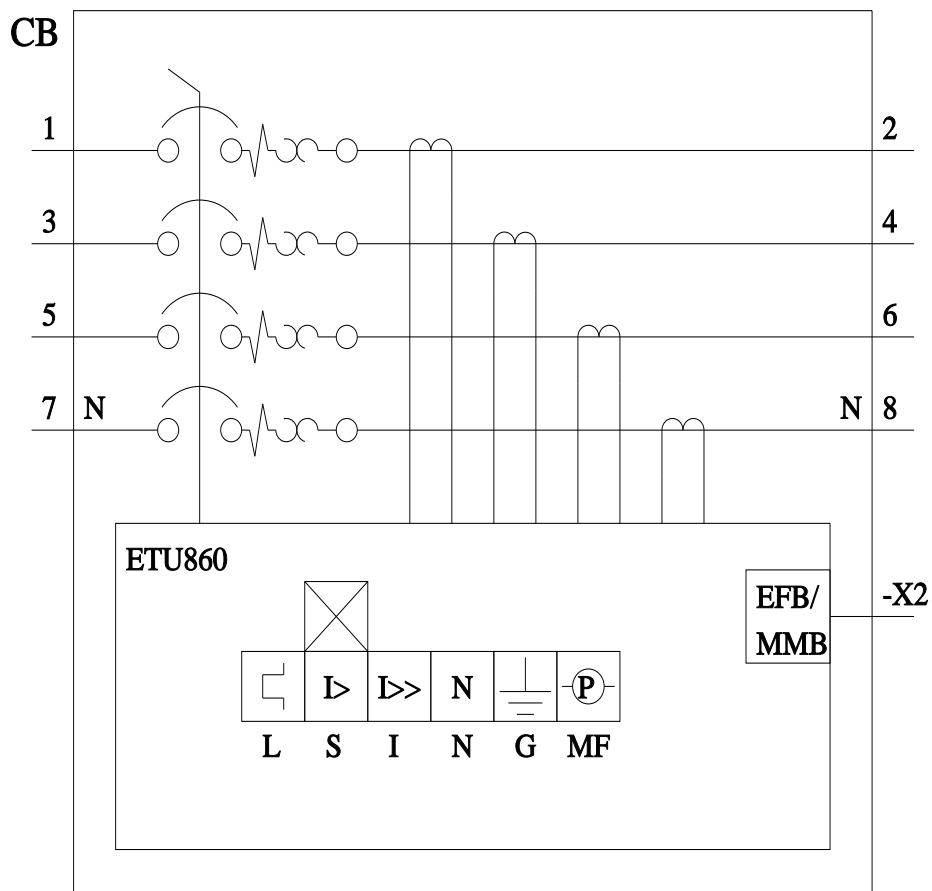 CB
1 2
3 4
5 6
7 N N 8
ETU860
EFB/
MMB
-X2
I> I>> N P
L S I N G MF